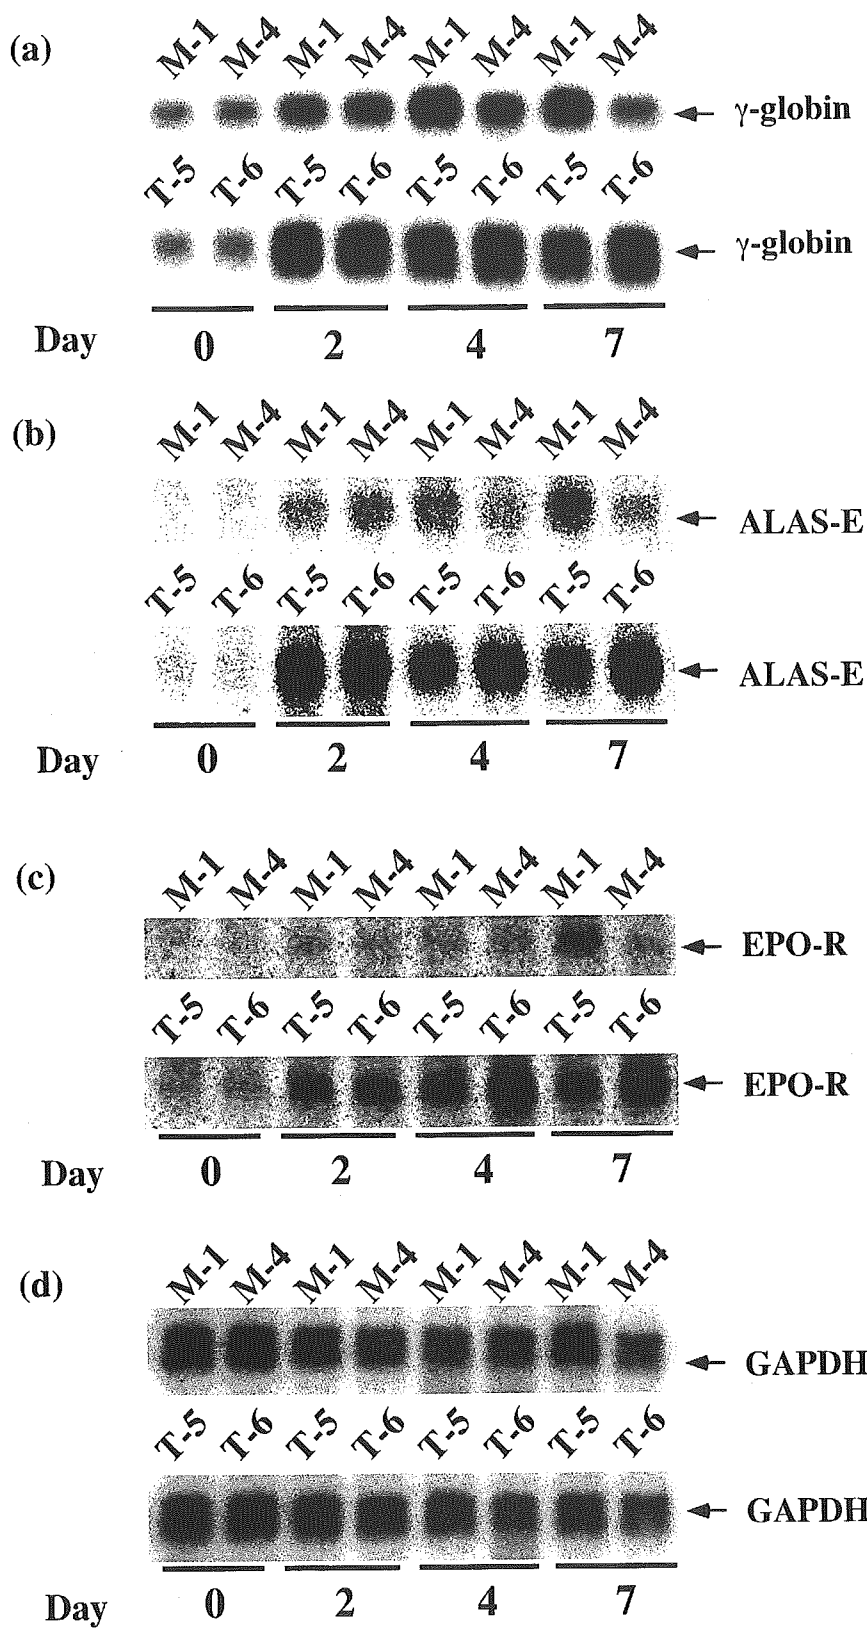 (a) M-1 M-4 M-1 M-4 M-1 M-4 M-1 M-4
γ-globin
T-5 T-6 T-5 T-6 T-5 T-6 T-5 T-6
γ-globin
Day 0 2 4 7
(b) M-1 M-4 M-1 M-4 M-1 M-4 M-1 M-4
ALAS-E
T-5 T-6 T-5 T-6 T-5 T-6 T-5 T-6
ALAS-E
Day 0 2 4 7
(c) M-1 M-4 M-1 M-4 M-1 M-4 M-1 M-4
EPO-R
T-5 T-6 T-5 T-6 T-5 T-6 T-5 T-6
EPO-R
Day 0 2 4 7
(d) M-1 M-4 M-1 M-4 M-1 M-4 M-1 M-4
GAPDH
T-5 T-6 T-5 T-6 T-5 T-6 T-5 T-6
GAPDH
Day 0 2 4 7